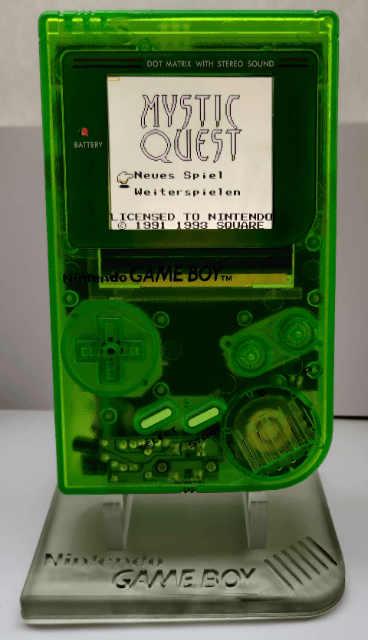 DOT MATRIX WITH STEREO SOUND
BATTERY
MYSTIC
QUEST
Neues Spiel
Weiterspielen
LICENSED TO NINTENDO
© 1991 1993 SQUARE
Nintendo GAME BOY™
Nintendo
GAME BOY